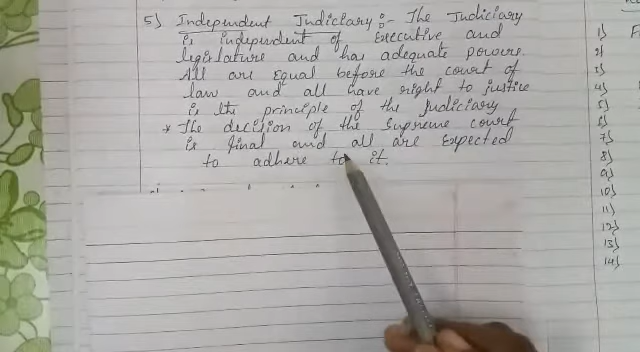 5) Independent Judiciary :- The Judiciary
is independent of executive and
legislature and has adequate powers.
All are equal before the court of
law and all have right to justice
is the principle of the Judiciary
* The decision of the Supreme court
is final and all are expected
to adhere to it.
1)
2)
3)
4)
5)
6)
7)
8)
9)
10)
11)
12)
13)
14)